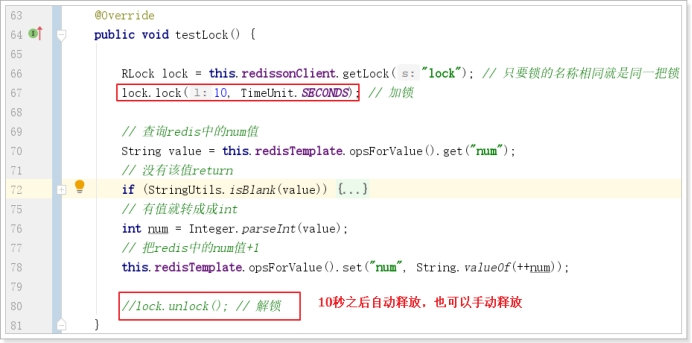 63 @Override
64 public void testLock() {
65
66 RLock lock = this.redissonClient.getLock( s: "lock"); // 只要锁的名称相同就是同一把锁
67 lock.lock( l: 10, TimeUnit.SECONDS); // 加锁
68
69 // 查询redis中的num值
70 String value = this.redisTemplate.opsForValue().get("num");
71 // 没有该值return
72 if (StringUtils.isBlank(value)) {...}
75 // 有值就转成成int
76 int num = Integer.parseInt(value);
77 // 把redis中的num值+1
78 this.redisTemplate.opsForValue().set("num", String.valueOf(++num));
79
80 //lock.unlock(); // 解锁 10秒之后自动释放，也可以手动释放
81 }